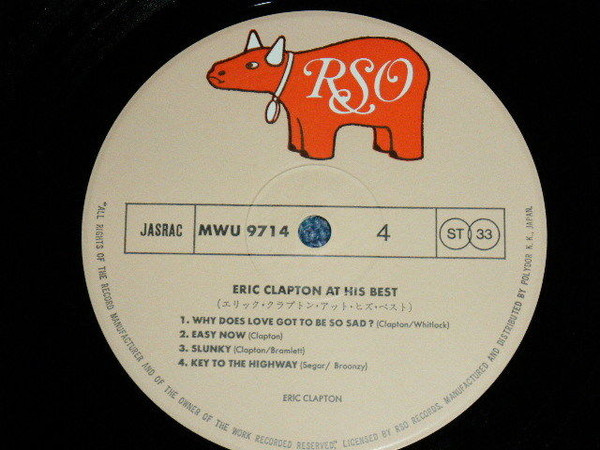 RSO
JASRAC MWU 9714 4 ST 33
ERIC CLAPTON AT HIS BEST
(エリック・クラプトン・アット・ヒズ・ベスト)
1. WHY DOES LOVE GOT TO BE SO SAD? (Clapton/Whitlock)
2. EASY NOW (Clapton)
3. SLUNKY (Clapton/Bramlett)
4. KEY TO THE HIGHWAY (Segar/ Broonzy)
ERIC CLAPTON
"ALL RIGHTS OF THE RECORD MANUFACTURER AND OF THE OWNER OF THE WORK RECORDED RESERVED." LICENSED BY RSO RECORDS, MANUFACTURED AND DISTRIBUTED BY POLYDOR K.K., JAPAN.